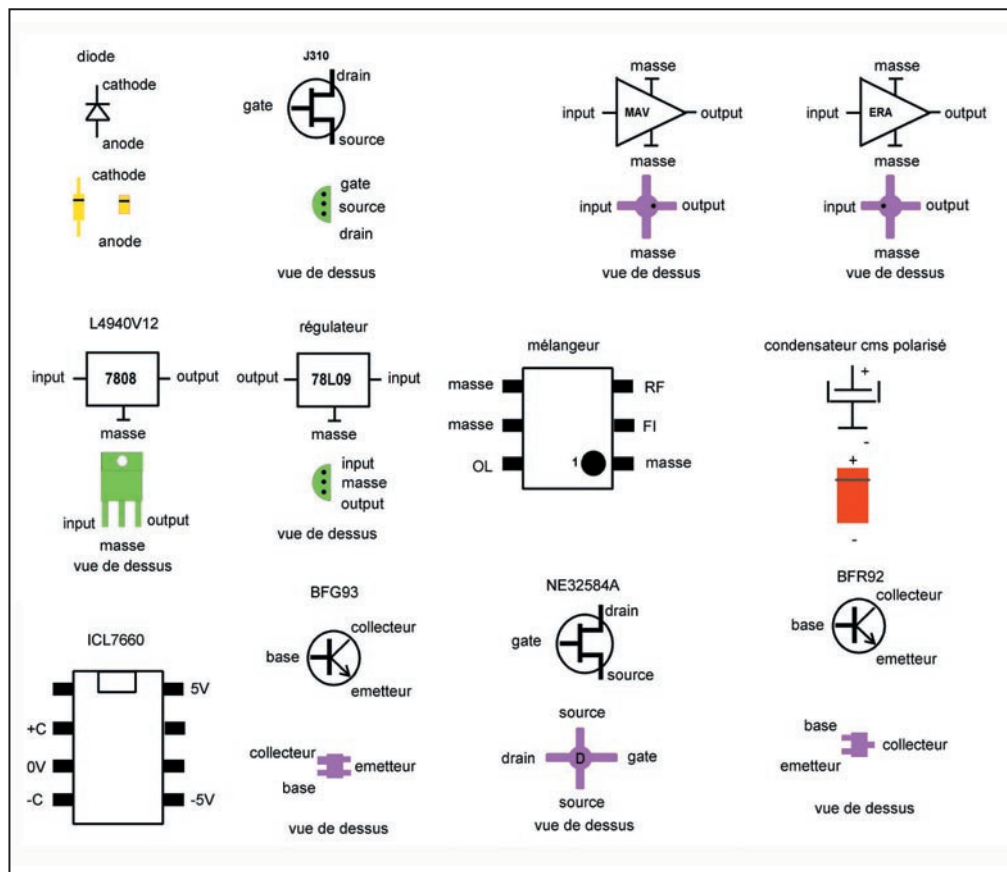 diode
cathode
anode
cathode
anode
J310
drain
gate
source
gate
source
drain
vue de dessus
masse
input MAV output
masse
input output
masse
vue de dessus
masse
input ERA output
masse
input output
masse
vue de dessus
L4940V12
input 7808 output
masse
input output
masse
vue de dessus
régulateur
output 78L09 input
masse
input
masse
output
vue de dessus
mélangeur
masse RF
masse FI
OL 1 masse
condensateur cms polarisé
+
-
+
-
ICL7660
5V
+C
0V
-C -5V
BFG93
collecteur
base
emetteur
collecteur
emetteur
base
vue de dessus
NE32584A
drain
gate
source
source
drain D gate
source
vue de dessus
BFR92
collecteur
base
emetteur
base
collecteur
emetteur
vue de dessus